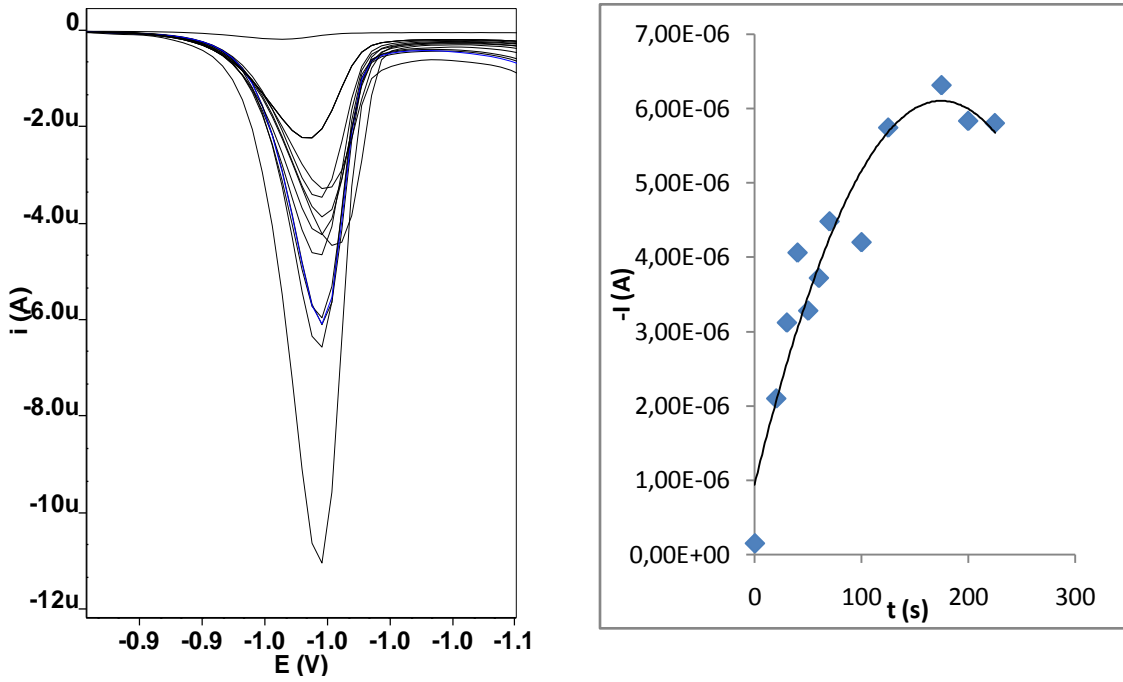 0
-2.0u
-4.0u
-6.0u
-8.0u
-10u
-12u
i (A)
-0.9 -0.9 -1.0 -1.0 -1.0 -1.0 -1.1
E (V)
7,00E-06
6,00E-06
5,00E-06
4,00E-06
3,00E-06
2,00E-06
1,00E-06
0,00E+00
-I (A)
0 100 200 300
t (s)